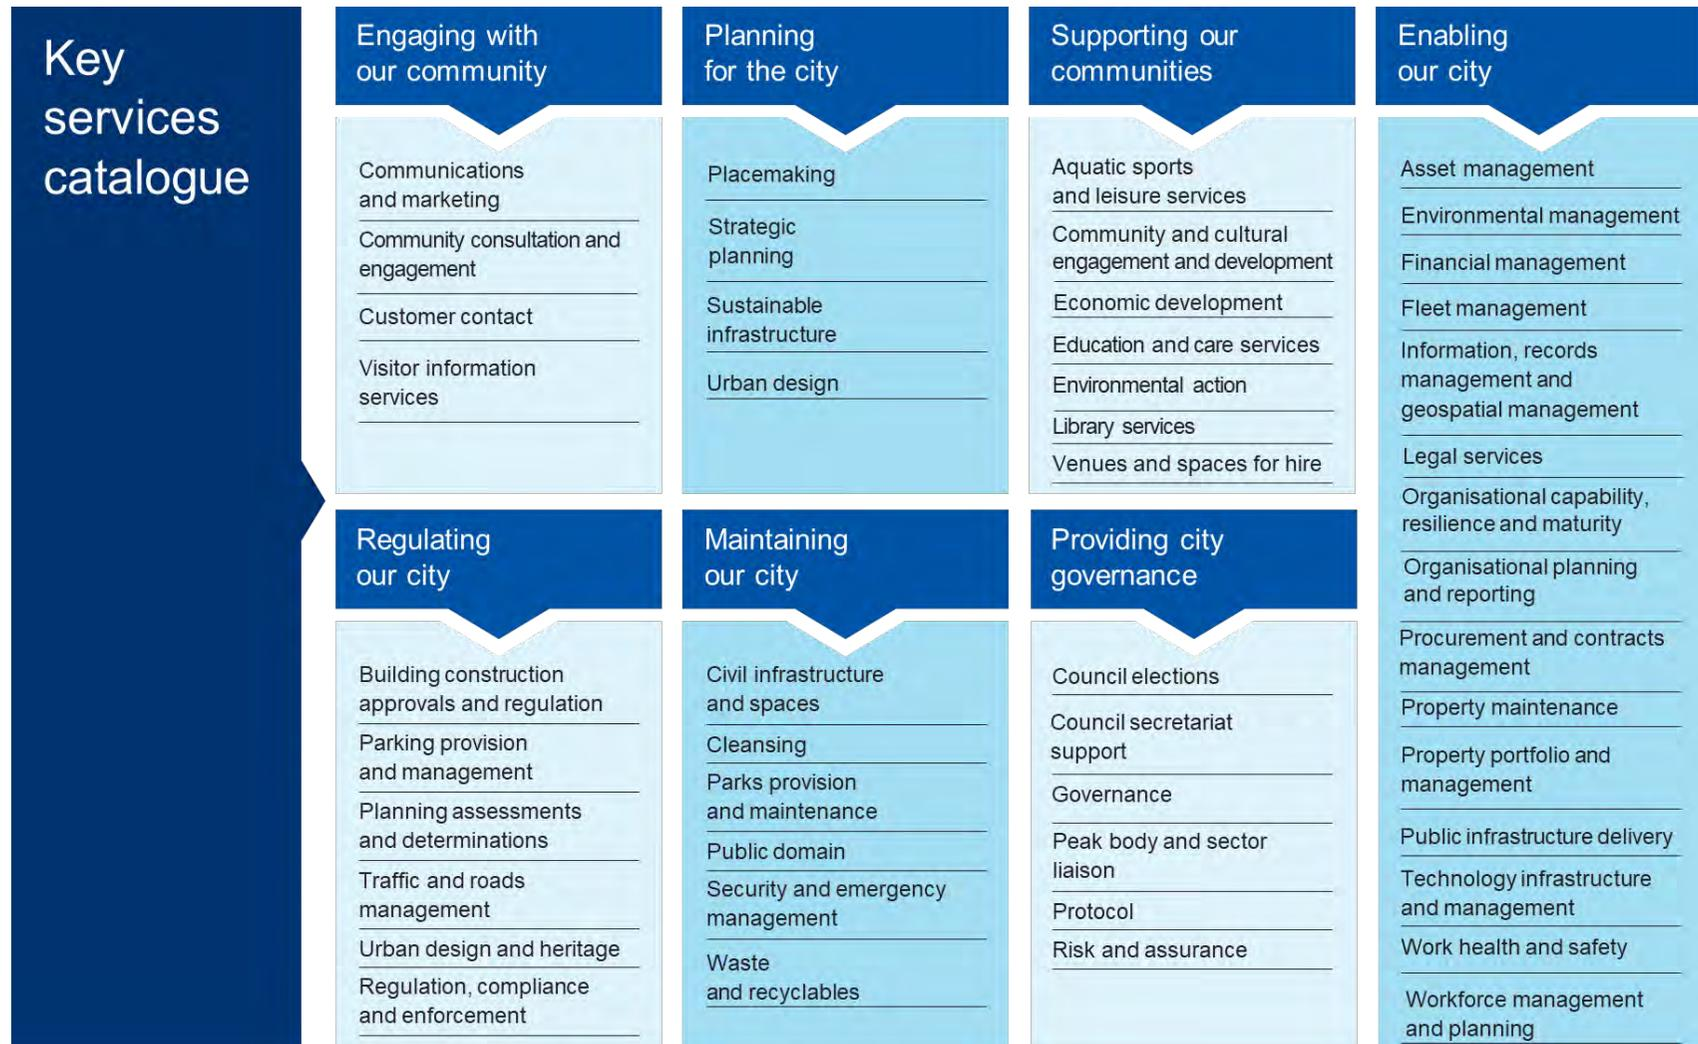 Key
services
catalogue
Engaging with
our community
Communications
and marketing
Community consultation and
engagement
Customer contact
Visitor information
services
Planning
for the city
Placemaking
Strategic
planning
Sustainable
infrastructure
Urban design
Supporting our
communities
Aquatic sports
and leisure services
Community and cultural
engagement and development
Economic development
Education and care services
Environmental action
Library services
Venues and spaces for hire
Enabling
our city
Asset management
Environmental management
Financial management
Fleet management
Information, records
management and
geospatial management
Legal services
Organisational capability,
resilience and maturity
Organisational planning
and reporting
Procurement and contracts
management
Property maintenance
Property portfolio and
management
Public infrastructure delivery
Technology infrastructure
and management
Work health and safety
Workforce management
and planning
Regulating
our city
Building construction
approvals and regulation
Parking provision
and management
Planning assessments
and determinations
Traffic and roads
management
Urban design and heritage
Regulation, compliance
and enforcement
Maintaining
our city
Civil infrastructure
and spaces
Cleansing
Parks provision
and maintenance
Public domain
Security and emergency
management
Waste
and recyclables
Providing city
governance
Council elections
Council secretariat
support
Governance
Peak body and sector
liaison
Protocol
Risk and assurance